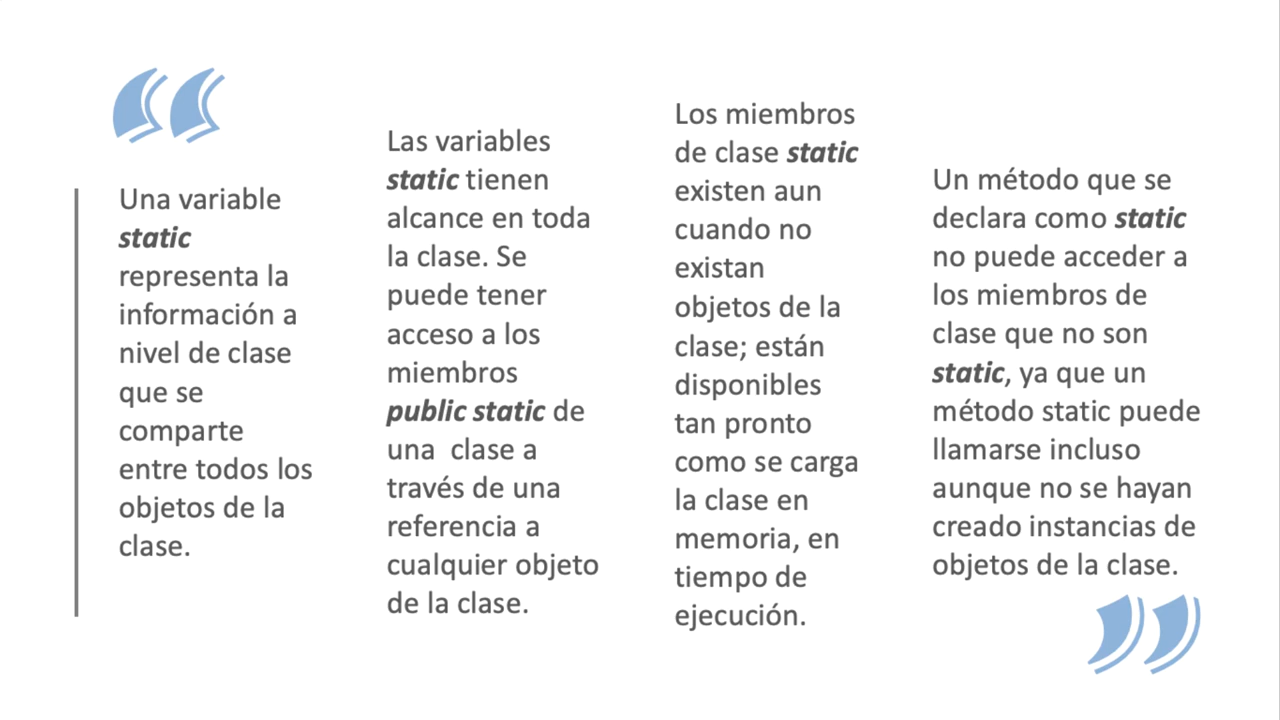 Una variable
static
representa la
información a
nivel de clase
que se
comparte
entre todos los
objetos de la
clase.
Las variables
static tienen
alcance en toda
la clase. Se
puede tener
acceso a los
miembros
public static de
una  clase a
través de una
referencia a
cualquier objeto
de la clase.
Los miembros
de clase static
existen aun
cuando no
existan
objetos de la
clase; están
disponibles
tan pronto
como se carga
la clase en
memoria, en
tiempo de
ejecución.
Un método que se
declara como static
no puede acceder a
los miembros de
clase que no son
static, ya que un
método static puede
llamarse incluso
aunque no se hayan
creado instancias de
objetos de la clase.